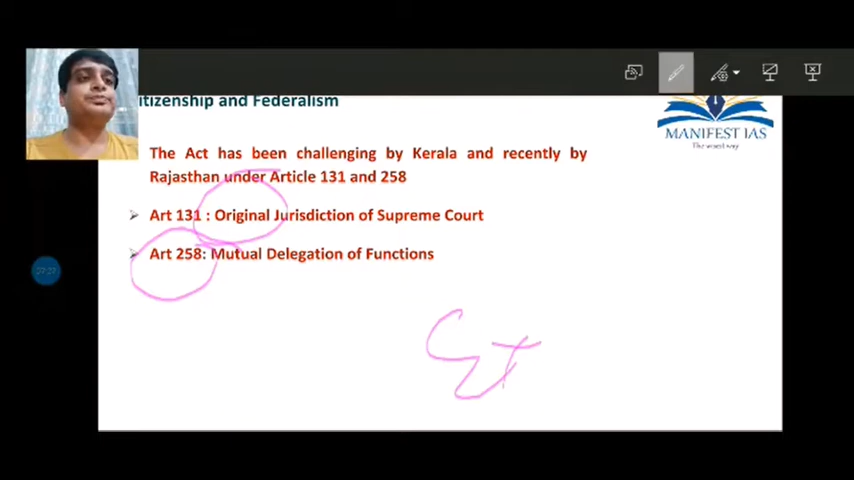 itizenship and Federalism
MANIFEST IAS
The Act has been challenging by Kerala and recently by
Rajasthan under Article 131 and 258
➢ Art 131 : Original Jurisdiction of Supreme Court
➢ Art 258: Mutual Delegation of Functions